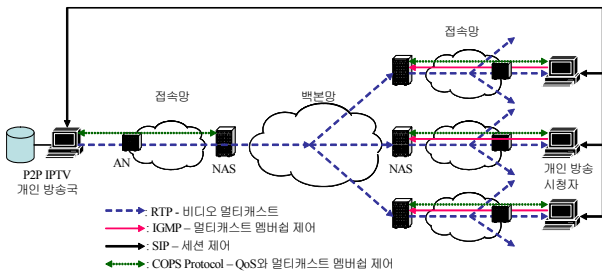 접속망
백본망
접속망
AN
NAS
NAS
P2P IPTV
개인 방송국
개인 방송
시청자
: RTP - 비디오 멀티캐스트
: IGMP – 멀티캐스트 멤버쉽 제어
: SIP – 세션 제어
: COPS Protocol – QoS와 멀티캐스트 멤버쉽 제어